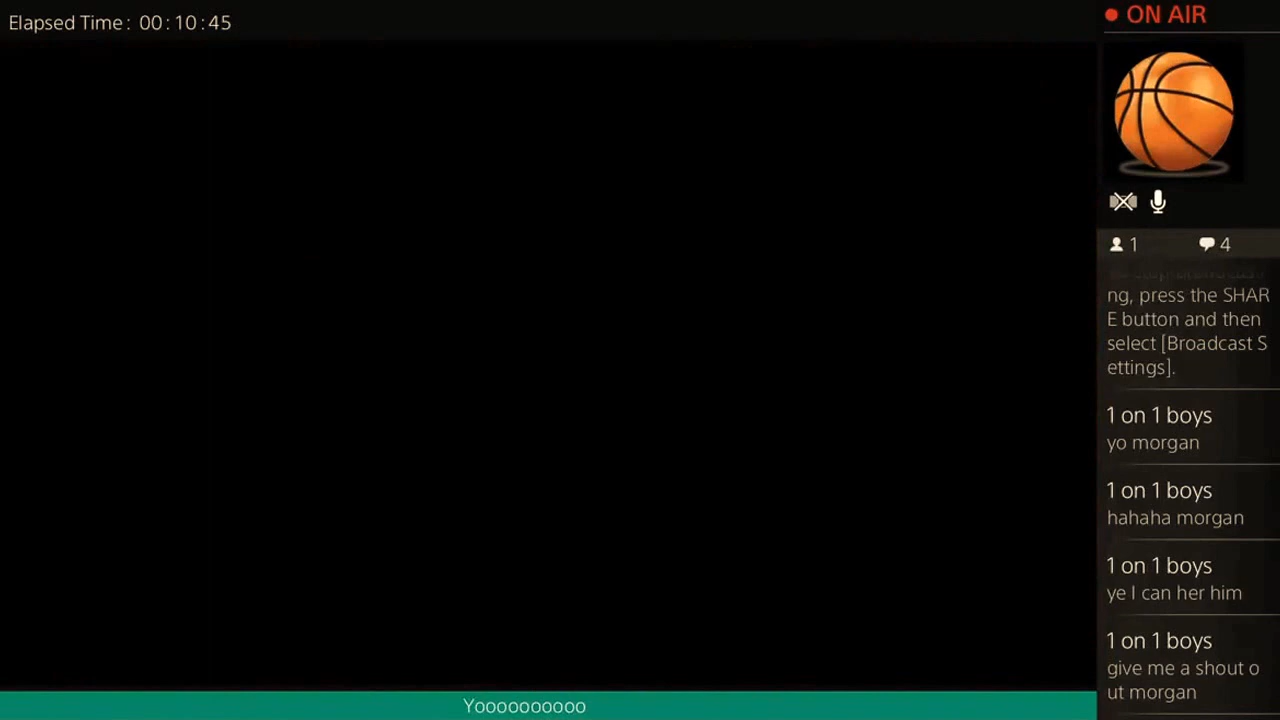 Elapsed Time: 00:10:45
ON AIR
1
4
ng, press the SHAR
E button and then
select [Broadcast S
ettings].
1 on 1 boys
yo morgan
1 on 1 boys
hahaha morgan
1 on 1 boys
ye I can her him
1 on 1 boys
give me a shout o
ut morgan
Yoooooooooo